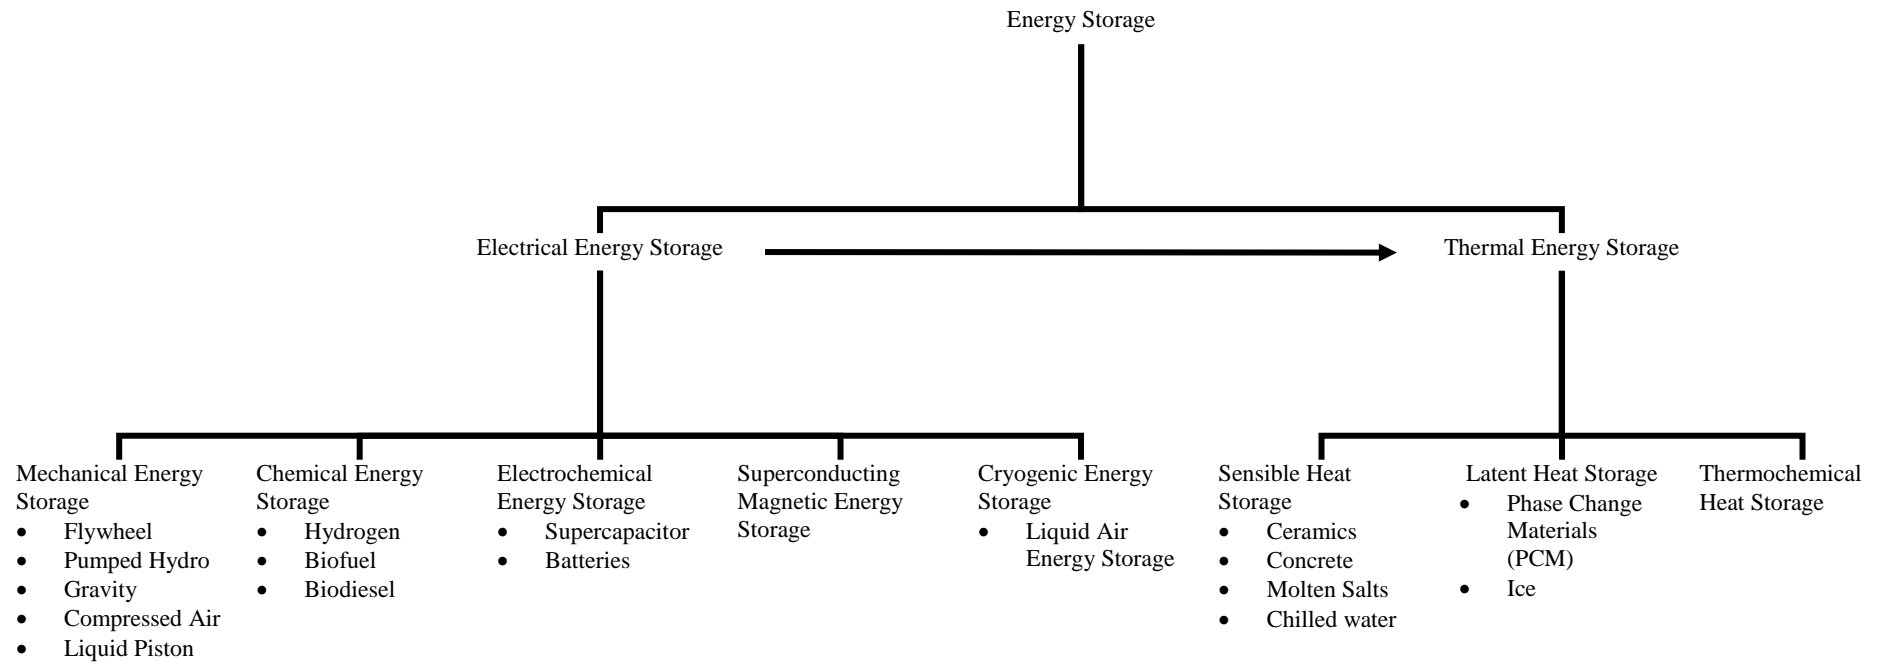 Energy Storage
Electrical Energy Storage
Thermal Energy Storage
Mechanical Energy
Storage
• Flywheel
• Pumped Hydro
• Gravity
• Compressed Air
• Liquid Piston
Chemical Energy
Storage
• Hydrogen
• Biofuel
• Biodiesel
Electrochemical
Energy Storage
• Supercapacitor
• Batteries
Superconducting
Magnetic Energy
Storage
Cryogenic Energy
Storage
• Liquid Air
Energy Storage
Sensible Heat
Storage
• Ceramics
• Concrete
• Molten Salts
• Chilled water
Latent Heat Storage
• Phase Change
Materials
(PCM)
• Ice
Thermochemical
Heat Storage